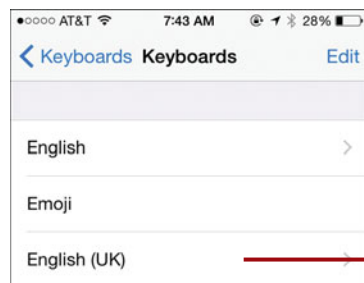 ●○○○○ AT&T 7:43 AM 28%
Keyboards Keyboards Edit
English
Emoji
English (UK)